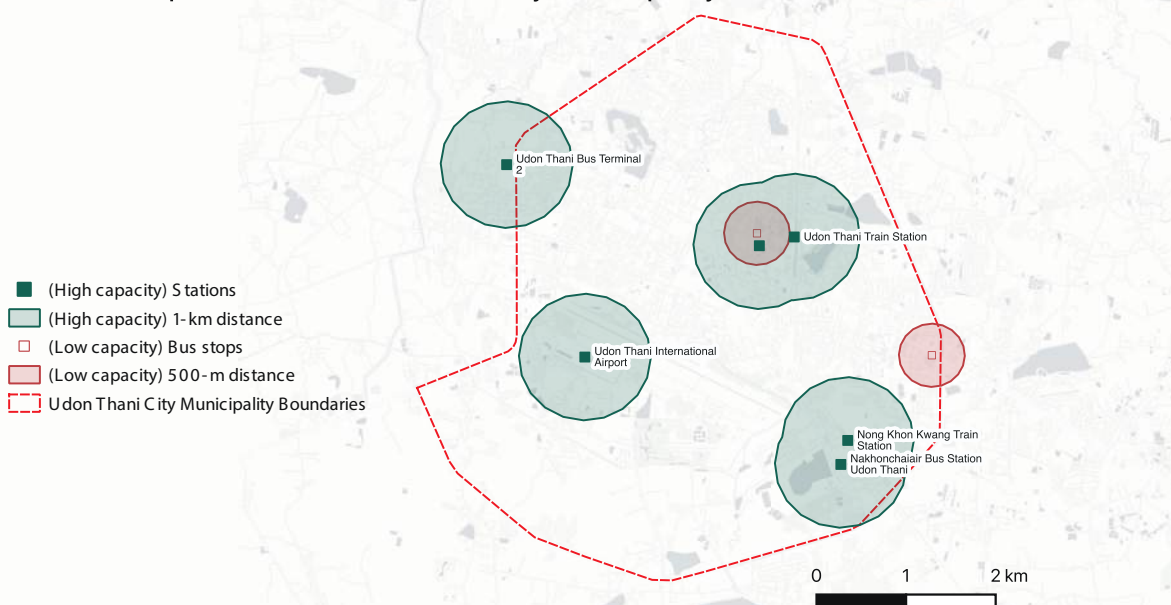 Udon Thani Bus Terminal
2
Udon Thani Train Station
(High capacity) Stations
(High capacity) 1-km distance
(Low capacity) Bus stops
(Low capacity) 500-m distance
Udon Thani City Municipality Boundaries
Udon Thani International
Airport
Nong Khon Kwang Train
Station
Nakhonchaiair Bus Station
Udon Thani
0 1 2 km